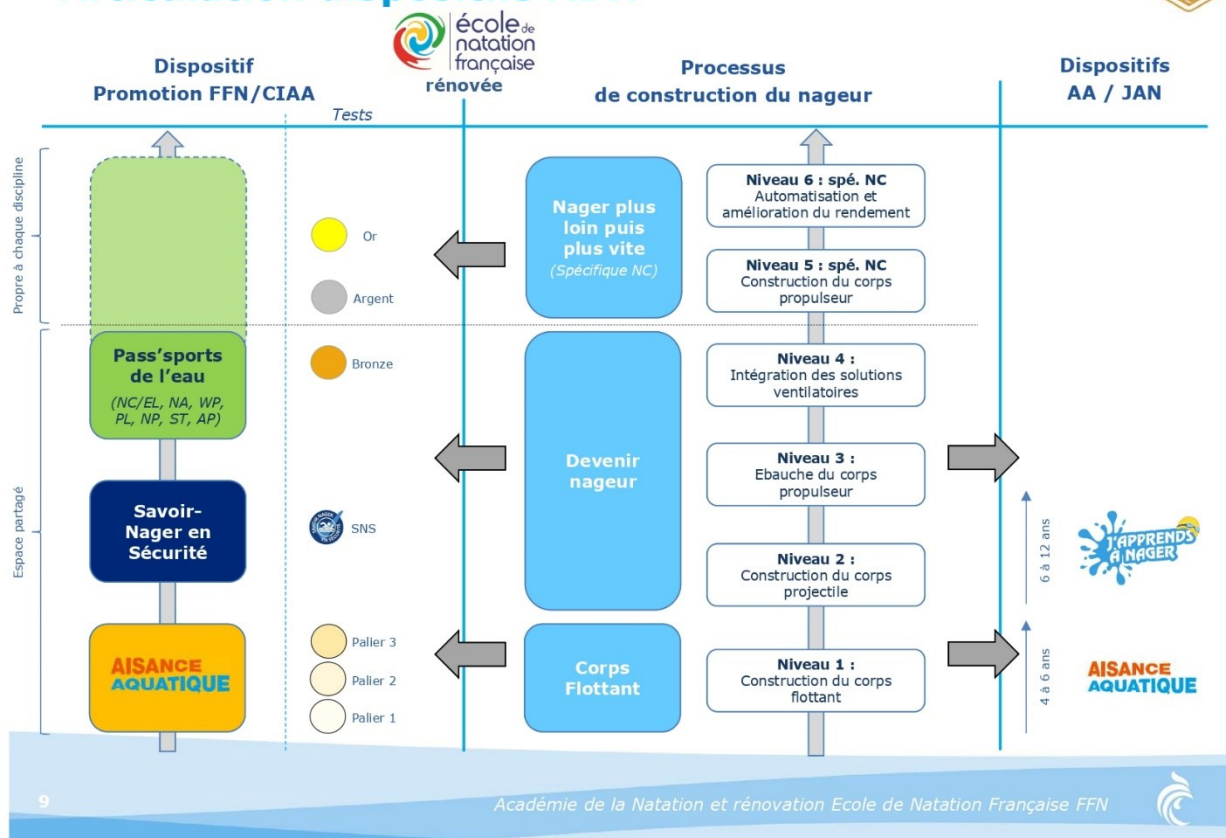 école de
natation
française
rénovée
Dispositif
Promotion FFN/CIAA
Tests
Processus
de construction du nageur
Dispositifs
AA / JAN
Propre à chaque discipline
Espace partagé
Pass'sports
de l'eau
(NC/EL, NA, WP,
PL, NP, ST, AP)
Savoir-
Nager en
Sécurité
AISANCE
AQUATIQUE
Or
Argent
Bronze
SNS
Palier 3
Palier 2
Palier 1
Nager plus
loin puis
plus vite
(Spécifique NC)
Devenir
nageur
Corps
Flottant
Niveau 6 : spé. NC
Automatisation et
amélioration du rendement
Niveau 5 : spé. NC
Construction du corps
propulseur
Niveau 4 :
Intégration des solutions
ventilatoires
Niveau 3 :
Ebauche du corps
propulseur
Niveau 2 :
Construction du corps
projectile
Niveau 1 :
Construction du corps
flottant
6 à 12 ans
J'APPRENDS
À NAGER
4 à 6 ans
AISANCE
AQUATIQUE
9
Académie de la Natation et rénovation Ecole de Natation Française FFN